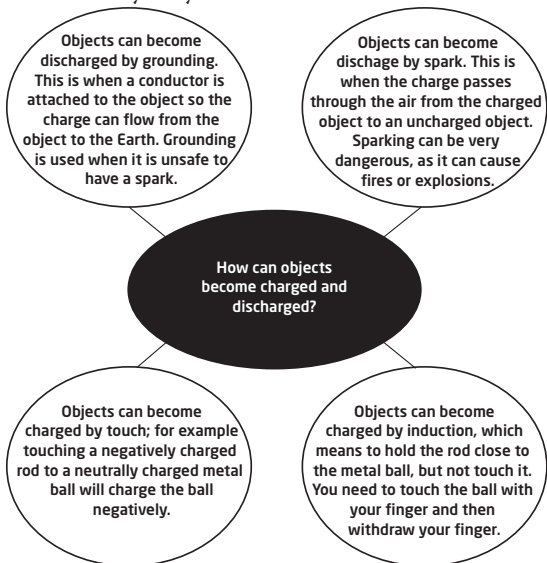 Objects can become
discharged by grounding.
This is when a conductor is
attached to the object so the
charge can flow from the
object to the Earth. Grounding
is used when it is unsafe to
have a spark.
Objects can become
dischage by spark. This is
when the charge passes
through the air from the charged
object to an uncharged object.
Sparking can be very
dangerous, as it can cause
fires or explosions.
How can objects
become charged and
discharged?
Objects can become
charged by touch; for example
touching a negatively charged
rod to a neutrally charged metal
ball will charge the ball
negatively.
Objects can become
charged by induction, which
means to hold the rod close to
the metal ball, but not touch it.
You need to touch the ball with
your finger and then
withdraw your finger.